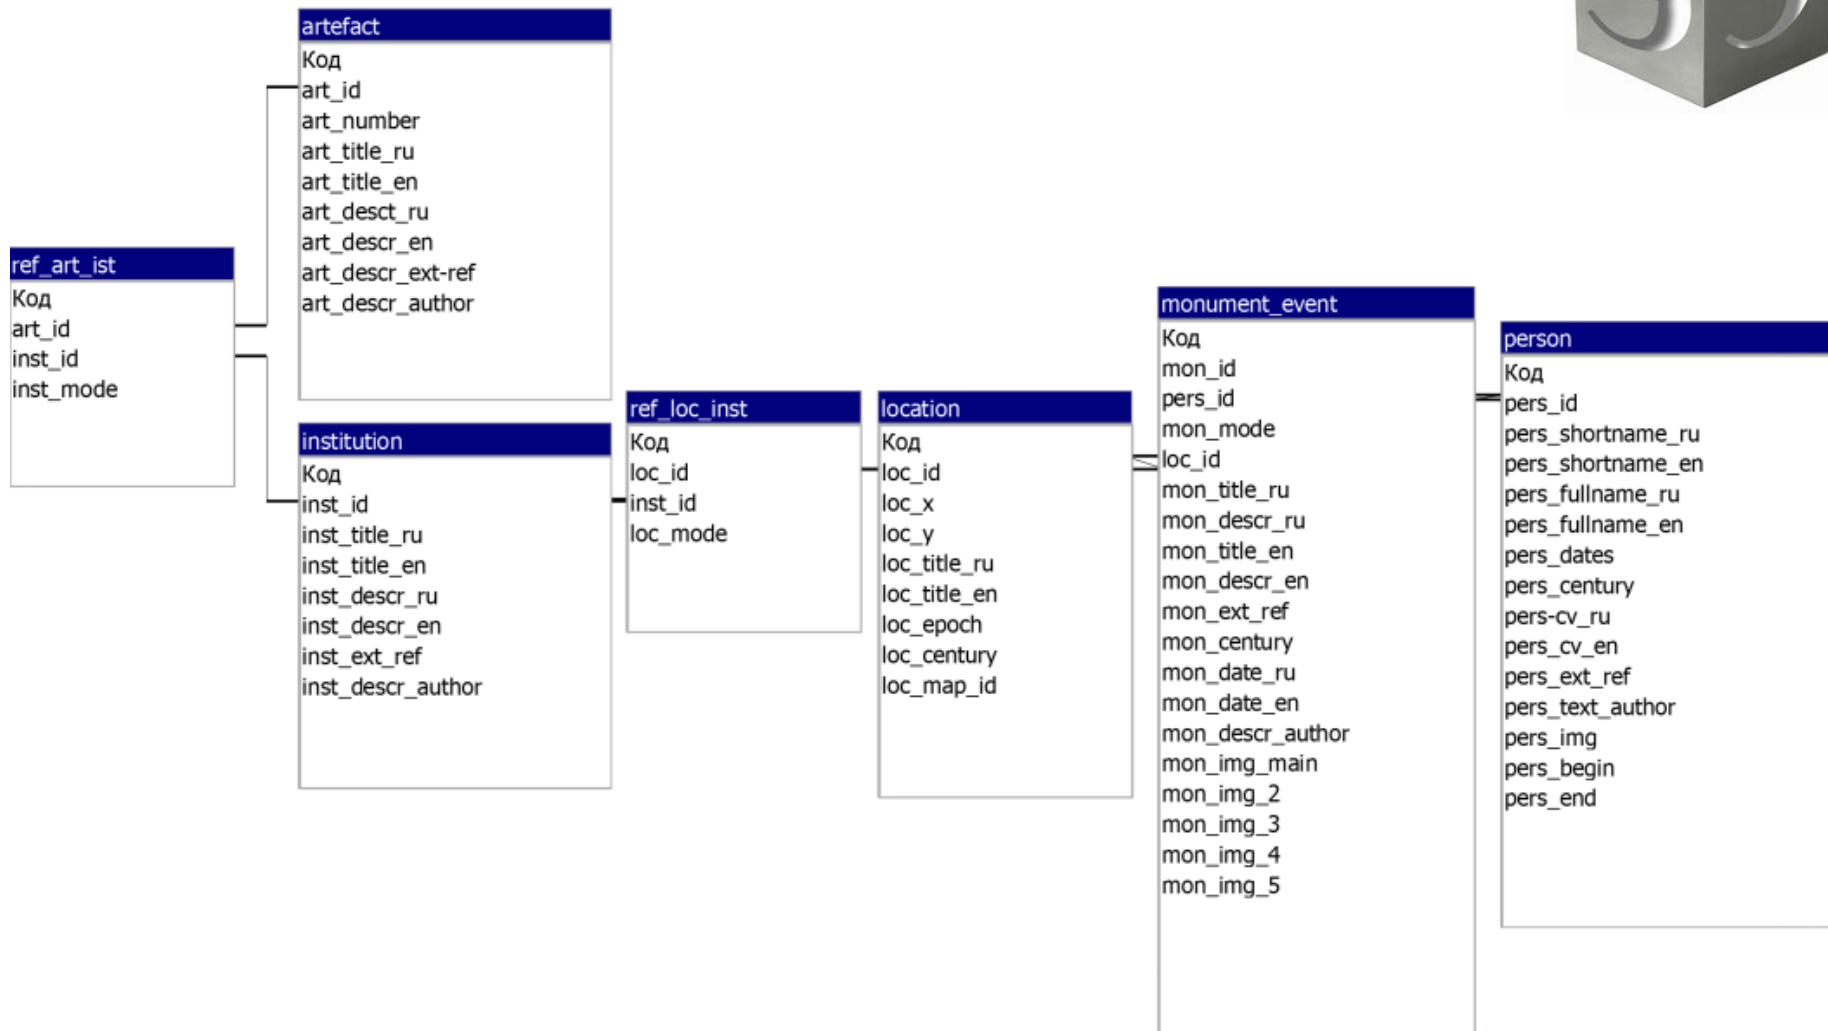 artefact
Код
art_id
art_number
art_title_ru
art_title_en
art_desct_ru
art_descr_en
art_descr_ext-ref
art_descr_author
ref_art_ist
Код
art_id
inst_id
inst_mode
institution
Код
inst_id
inst_title_ru
inst_title_en
inst_descr_ru
inst_descr_en
inst_ext_ref
inst_descr_author
ref_loc_inst
Код
loc_id
inst_id
loc_mode
location
Код
loc_id
loc_x
loc_y
loc_title_ru
loc_title_en
loc_epoch
loc_century
loc_map_id
monument_event
Код
mon_id
pers_id
mon_mode
loc_id
mon_title_ru
mon_descr_ru
mon_title_en
mon_descr_en
mon_ext_ref
mon_century
mon_date_ru
mon_date_en
mon_descr_author
mon_img_main
mon_img_2
mon_img_3
mon_img_4
mon_img_5
person
Код
pers_id
pers_shortname_ru
pers_shortname_en
pers_fullname_ru
pers_fullname_en
pers_dates
pers_century
pers-cv_ru
pers_cv_en
pers_ext_ref
pers_text_author
pers_img
pers_begin
pers_end